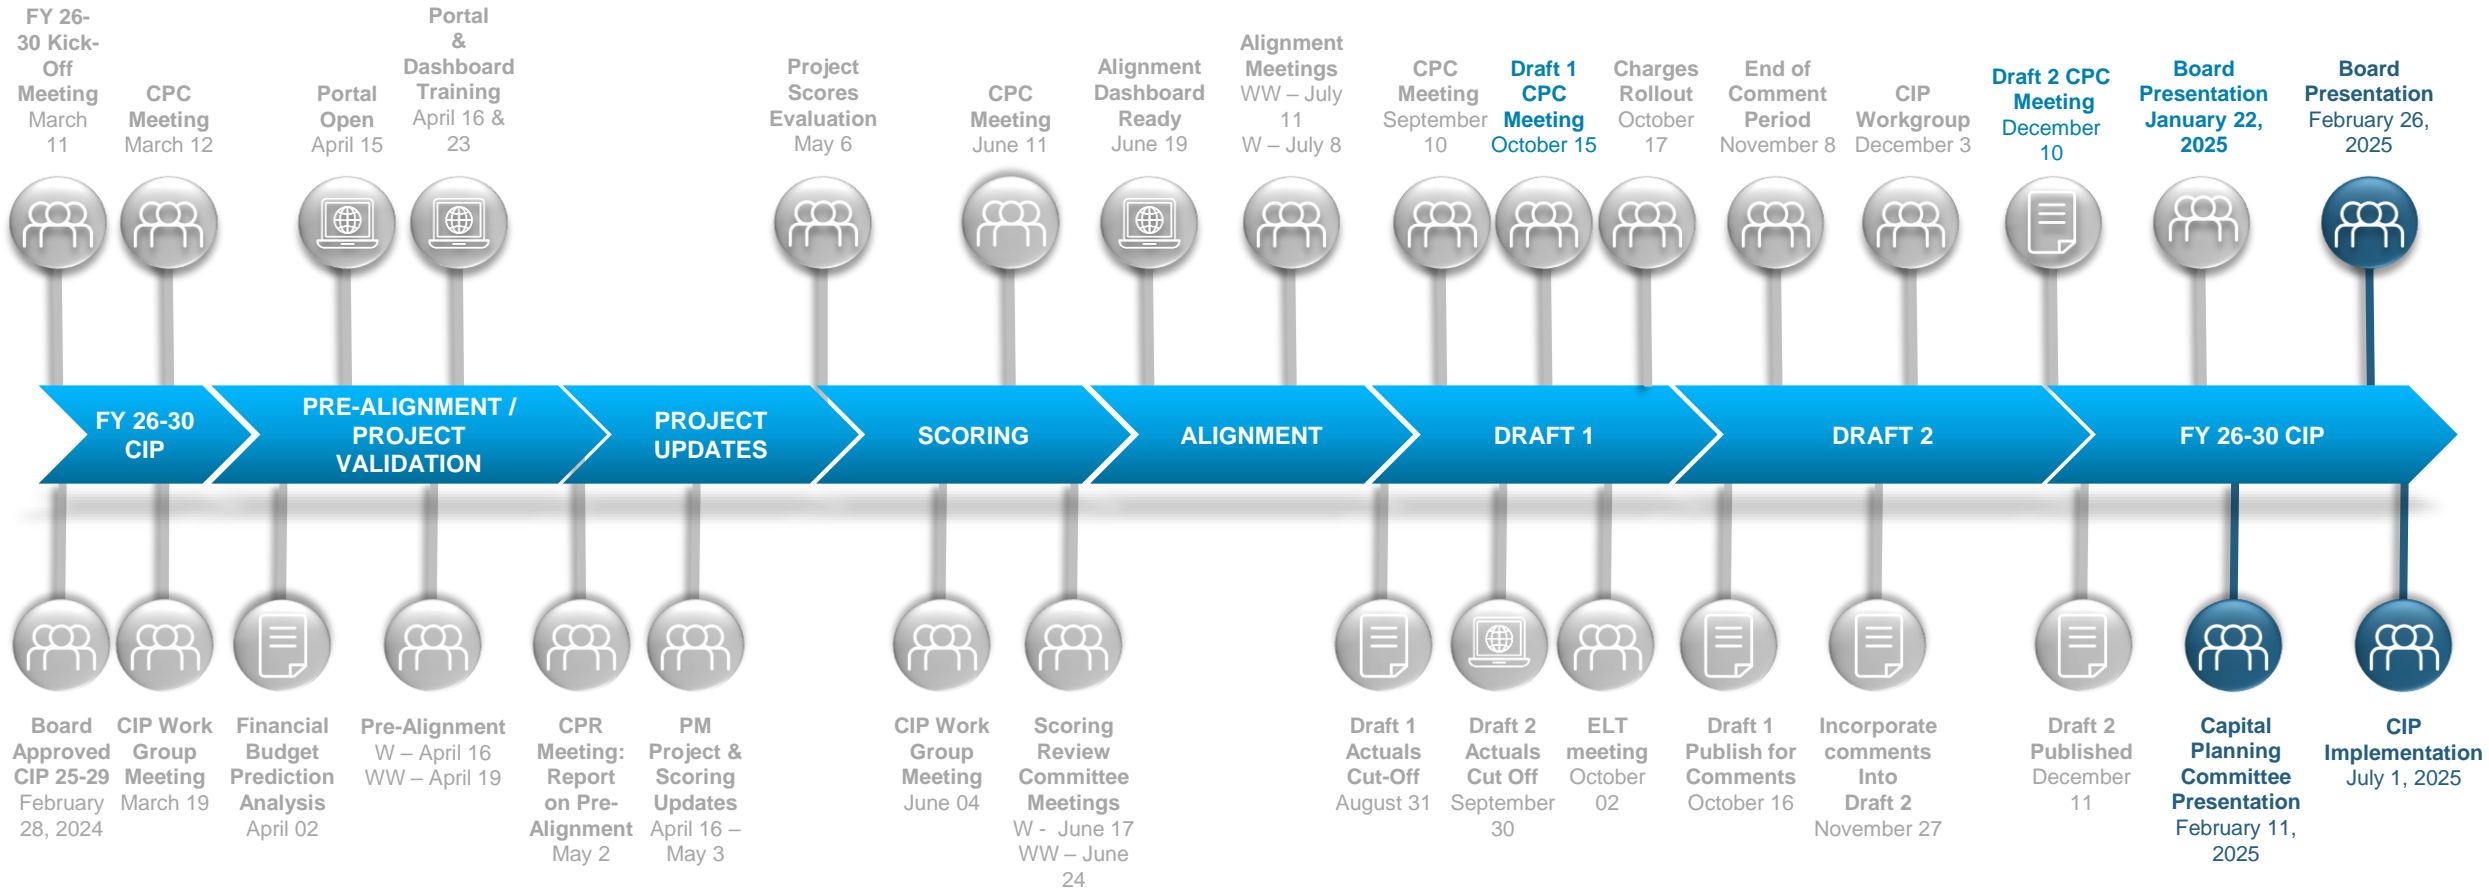 FY 26-
30 Kick-
Off
Meeting
March
11
CPC
Meeting
March 12
Portal
Open
April 15
Portal
&
Dashboard
Training
April 16 &
23
Project
Scores
Evaluation
May 6
CPC
Meeting
June 11
Alignment
Dashboard
Ready
June 19
Alignment
Meetings
WW – July
11
W – July 8
CPC
Meeting
September
10
Draft 1
CPC
Meeting
October 15
Charges
Rollout
October
17
End of
Comment
Period
November 8
CIP
Workgroup
December 3
Draft 2 CPC
Meeting
December
10
Board
Presentation
January 22,
2025
Board
Presentation
February 26,
2025
FY 26-30
CIP
PRE-ALIGNMENT /
PROJECT
VALIDATION
PROJECT
UPDATES
SCORING
ALIGNMENT
DRAFT 1
DRAFT 2
FY 26-30 CIP
Board
Approved
CIP 25-29
February
28, 2024
CIP Work
Group
Meeting
March 19
Financial
Budget
Prediction
Analysis
April 02
Pre-Alignment
W – April 16
WW – April 19
CPR
Meeting:
Report
on Pre-
Alignment
May 2
PM
Project &
Scoring
Updates
April 16 –
May 3
CIP Work
Group
Meeting
June 04
Scoring
Review
Committee
Meetings
W - June 17
WW – June
24
Draft 1
Actuals
Cut-Off
August 31
Draft 2
Actuals
Cut Off
September
30
ELT
meeting
October
02
Draft 1
Publish for
Comments
October 16
Incorporate
comments
Into
Draft 2
November 27
Draft 2
Published
December
11
Capital
Planning
Committee
Presentation
February 11,
2025
CIP
Implementation
July 1, 2025